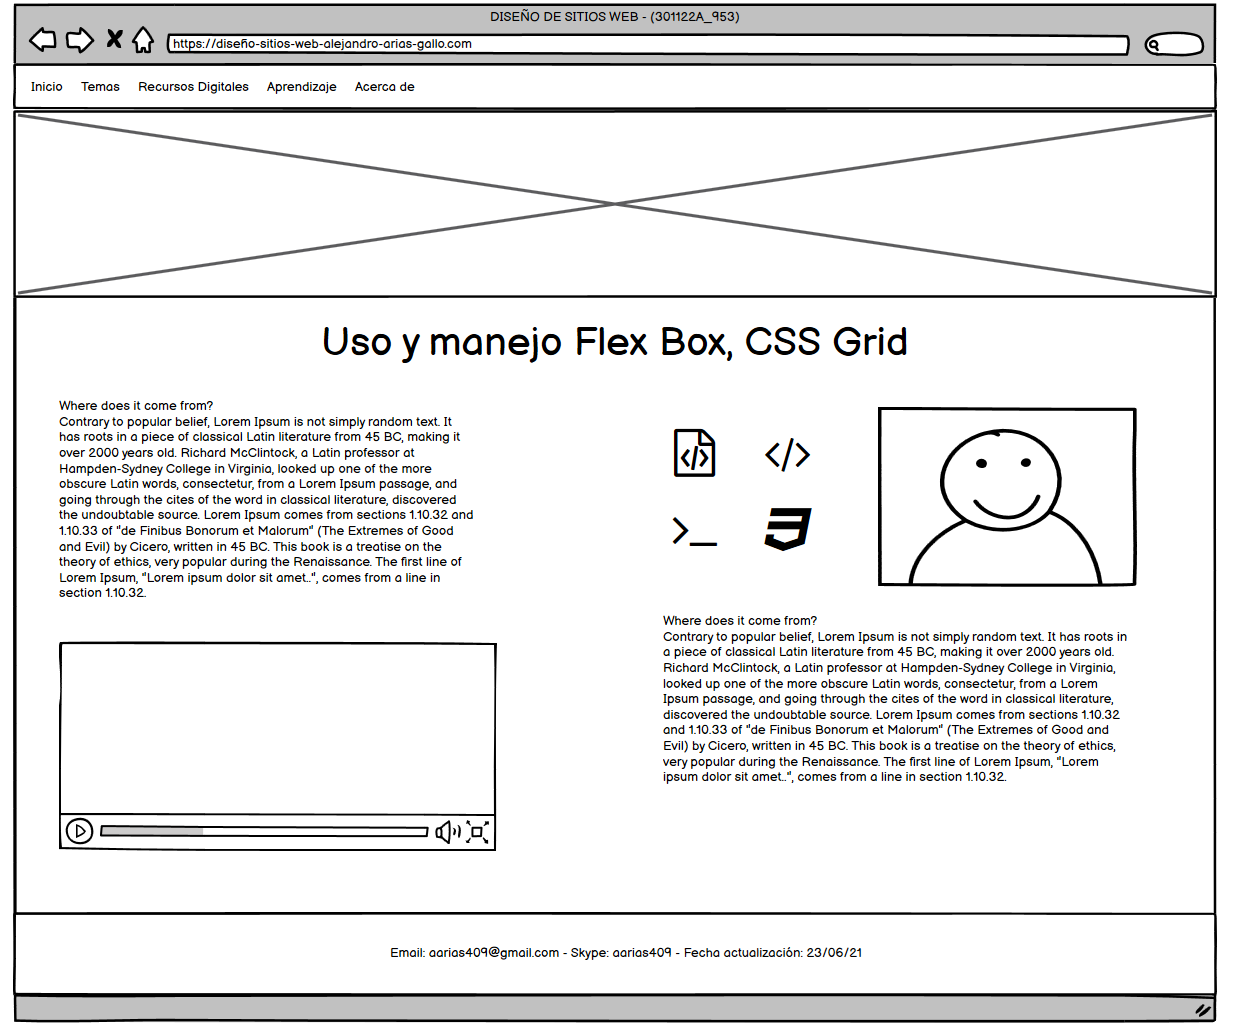 DISEÑO DE SITIOS WEB - (301122A_953)
https://diseño-sitios-web-alejandro-arias-gallo.com
Inicio Temas Recursos Digitales Aprendizaje Acerca de
Uso y manejo Flex Box, CSS Grid
Where does it come from?
Contrary to popular belief, Lorem Ipsum is not simply random text. It
has roots in a piece of classical Latin literature from 45 BC, making it
over 2000 years old. Richard McClintock, a Latin professor at
Hampden-Sydney College in Virginia, looked up one of the more
obscure Latin words, consectetur, from a Lorem Ipsum passage, and
going through the cites of the word in classical literature, discovered
the undoubtable source. Lorem Ipsum comes from sections 1.10.32 and
1.10.33 of "de Finibus Bonorum et Malorum" (The Extremes of Good
and Evil) by Cicero, written in 45 BC. This book is a treatise on the
theory of ethics, very popular during the Renaissance. The first line of
Lorem Ipsum, "Lorem ipsum dolor sit amet..", comes from a line in
section 1.10.32.
Where does it come from?
Contrary to popular belief, Lorem Ipsum is not simply random text. It has roots in
a piece of classical Latin literature from 45 BC, making it over 2000 years old.
Richard McClintock, a Latin professor at Hampden-Sydney College in Virginia,
looked up one of the more obscure Latin words, consectetur, from a Lorem
Ipsum passage, and going through the cites of the word in classical literature,
discovered the undoubtable source. Lorem Ipsum comes from sections 1.10.32
and 1.10.33 of "de Finibus Bonorum et Malorum" (The Extremes of Good and
Evil) by Cicero, written in 45 BC. This book is a treatise on the theory of ethics,
very popular during the Renaissance. The first line of Lorem Ipsum, "Lorem
ipsum dolor sit amet..", comes from a line in section 1.10.32.
Email: aarias409@gmail.com - Skype: aarias409 - Fecha actualización: 23/06/21